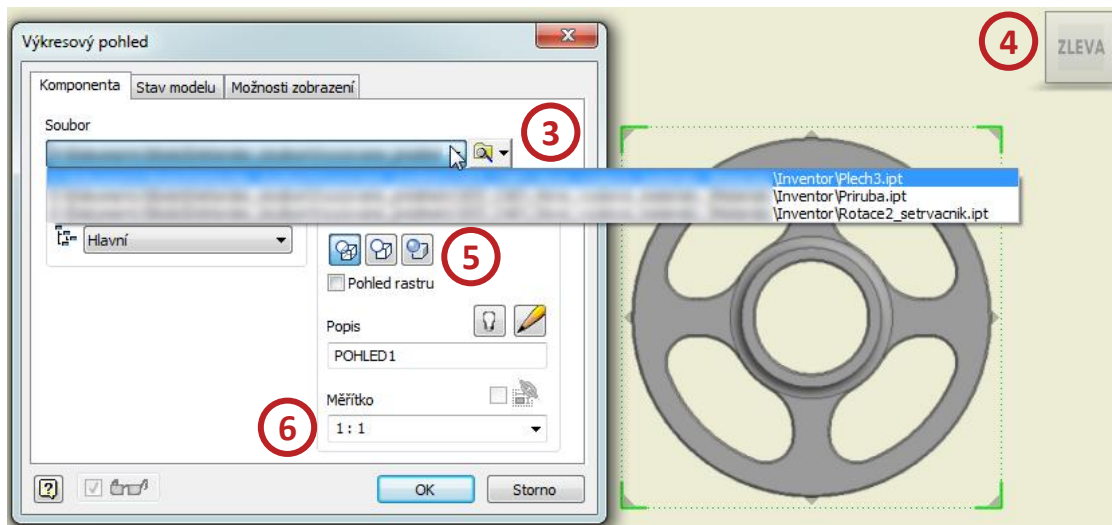 Výkresový pohled
4
ZLEVA
Komponenta Stav modelu Možnosti zobrazení
Soubor
3
\Inventor\Plech3.ipt
\Inventor\Priruba.ipt
\Inventor\Rotace2_setrvacnik.ipt
Hlavní
5
Pohled rastru
Popis
POHLED1
Měřítko
6
1 : 1
OK Storno